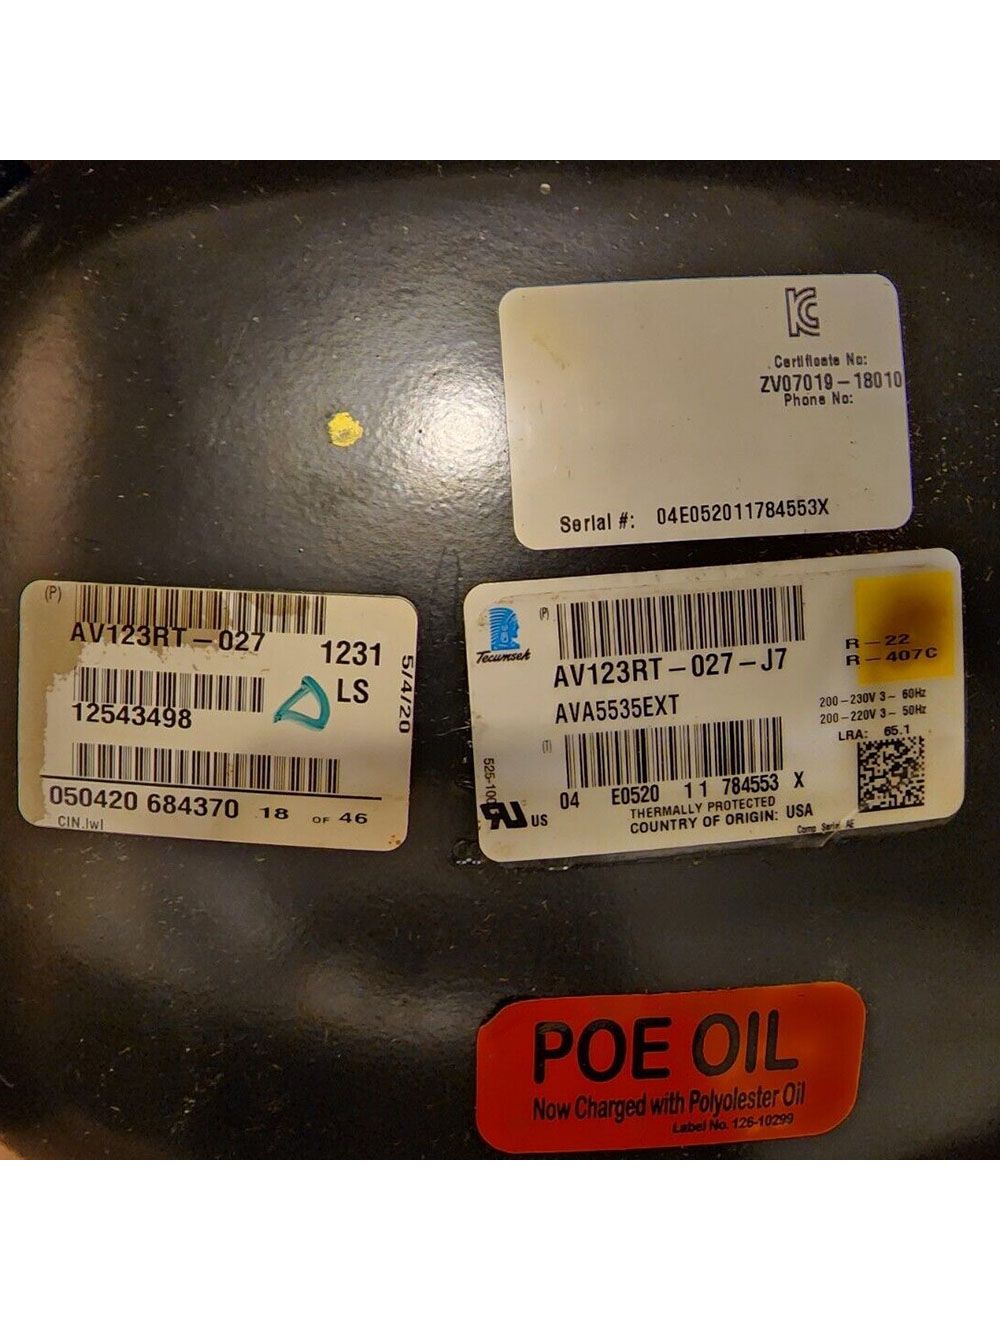 KC
Certificate No:
ZV07019-18010
Phone No:
Serial #: 04E052011784553X
(P)
AV123RT-027
1231
LS
5/4/20
12543498
050420 684370 18 OF 46
CIN.lwl
Tecumseh
(P)
AV123RT-027-J7
AVA5535EXT
R-22
R-407C
200-230V 3~ 60Hz
200-220V 3~ 50Hz
LRA: 65.1
(T)
04 E0520 11 784553 X
THERMALLY PROTECTED
COUNTRY OF ORIGIN: USA
US
Comp Serial
POE OIL
Now Charged with Polyolester Oil
Label No. 126-10299